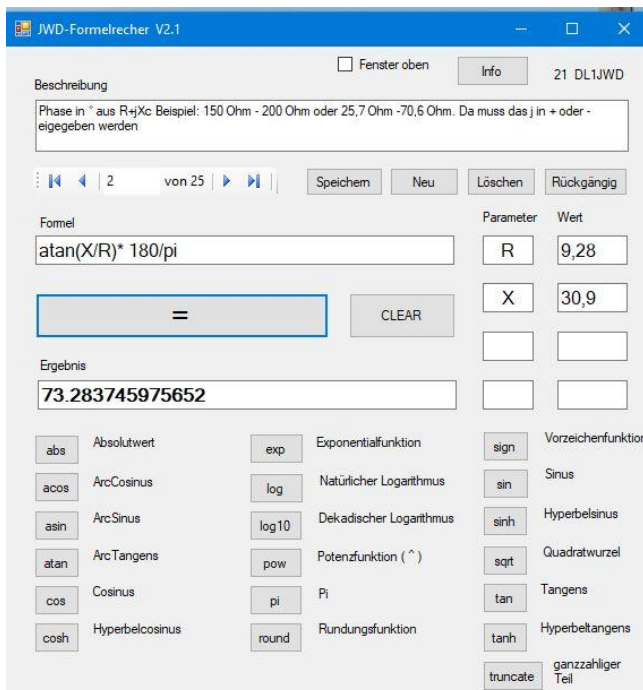 JWD-Formelrecher V2.1
Fenster oben
Info
21 DL1JWD
Beschreibung
Phase in ° aus R+jXc Beispiel: 150 Ohm - 200 Ohm oder 25,7 Ohm -70,6 Ohm. Da muss das j in + oder -
eigegeben werden
2 von 25
Speichern
Neu
Löschen
Rückgängig
Formel
Parameter Wert
atan(X/R)* 180/pi
R 9,28
X 30,9
=
CLEAR
Ergebnis
73.283745975652
abs Absolutwert
exp Exponentialfunktion
sign Vorzeichenfunktion
acos ArcCosinus
log Natürlicher Logarithmus
sin Sinus
asin ArcSinus
log10 Dekadischer Logarithmus
sinh Hyperbelsinus
atan ArcTangens
pow Potenzfunktion ( ^ )
sqrt Quadratwurzel
cos Cosinus
pi Pi
tan Tangens
cosh Hyperbelcosinus
round Rundungsfunktion
tanh Hyperbeltangens
truncate ganzzahliger
Teil